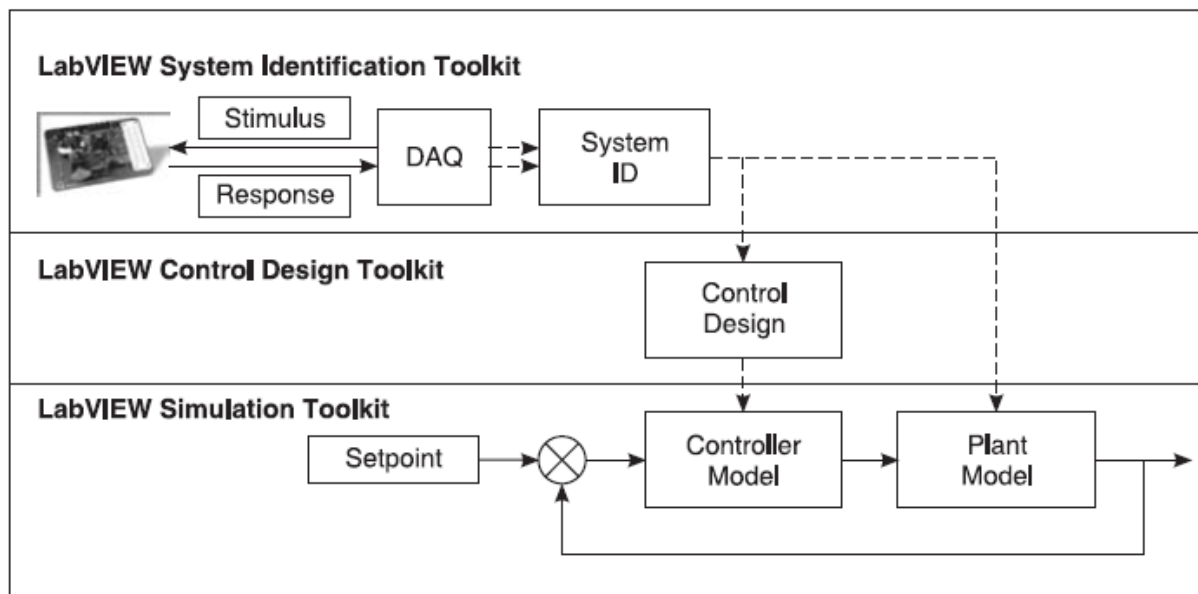 LabVIEW System Identification Toolkit
Stimulus
Response
DAQ
System
ID
LabVIEW Control Design Toolkit
Control
Design
LabVIEW Simulation Toolkit
Setpoint
Controller
Model
Plant
Model